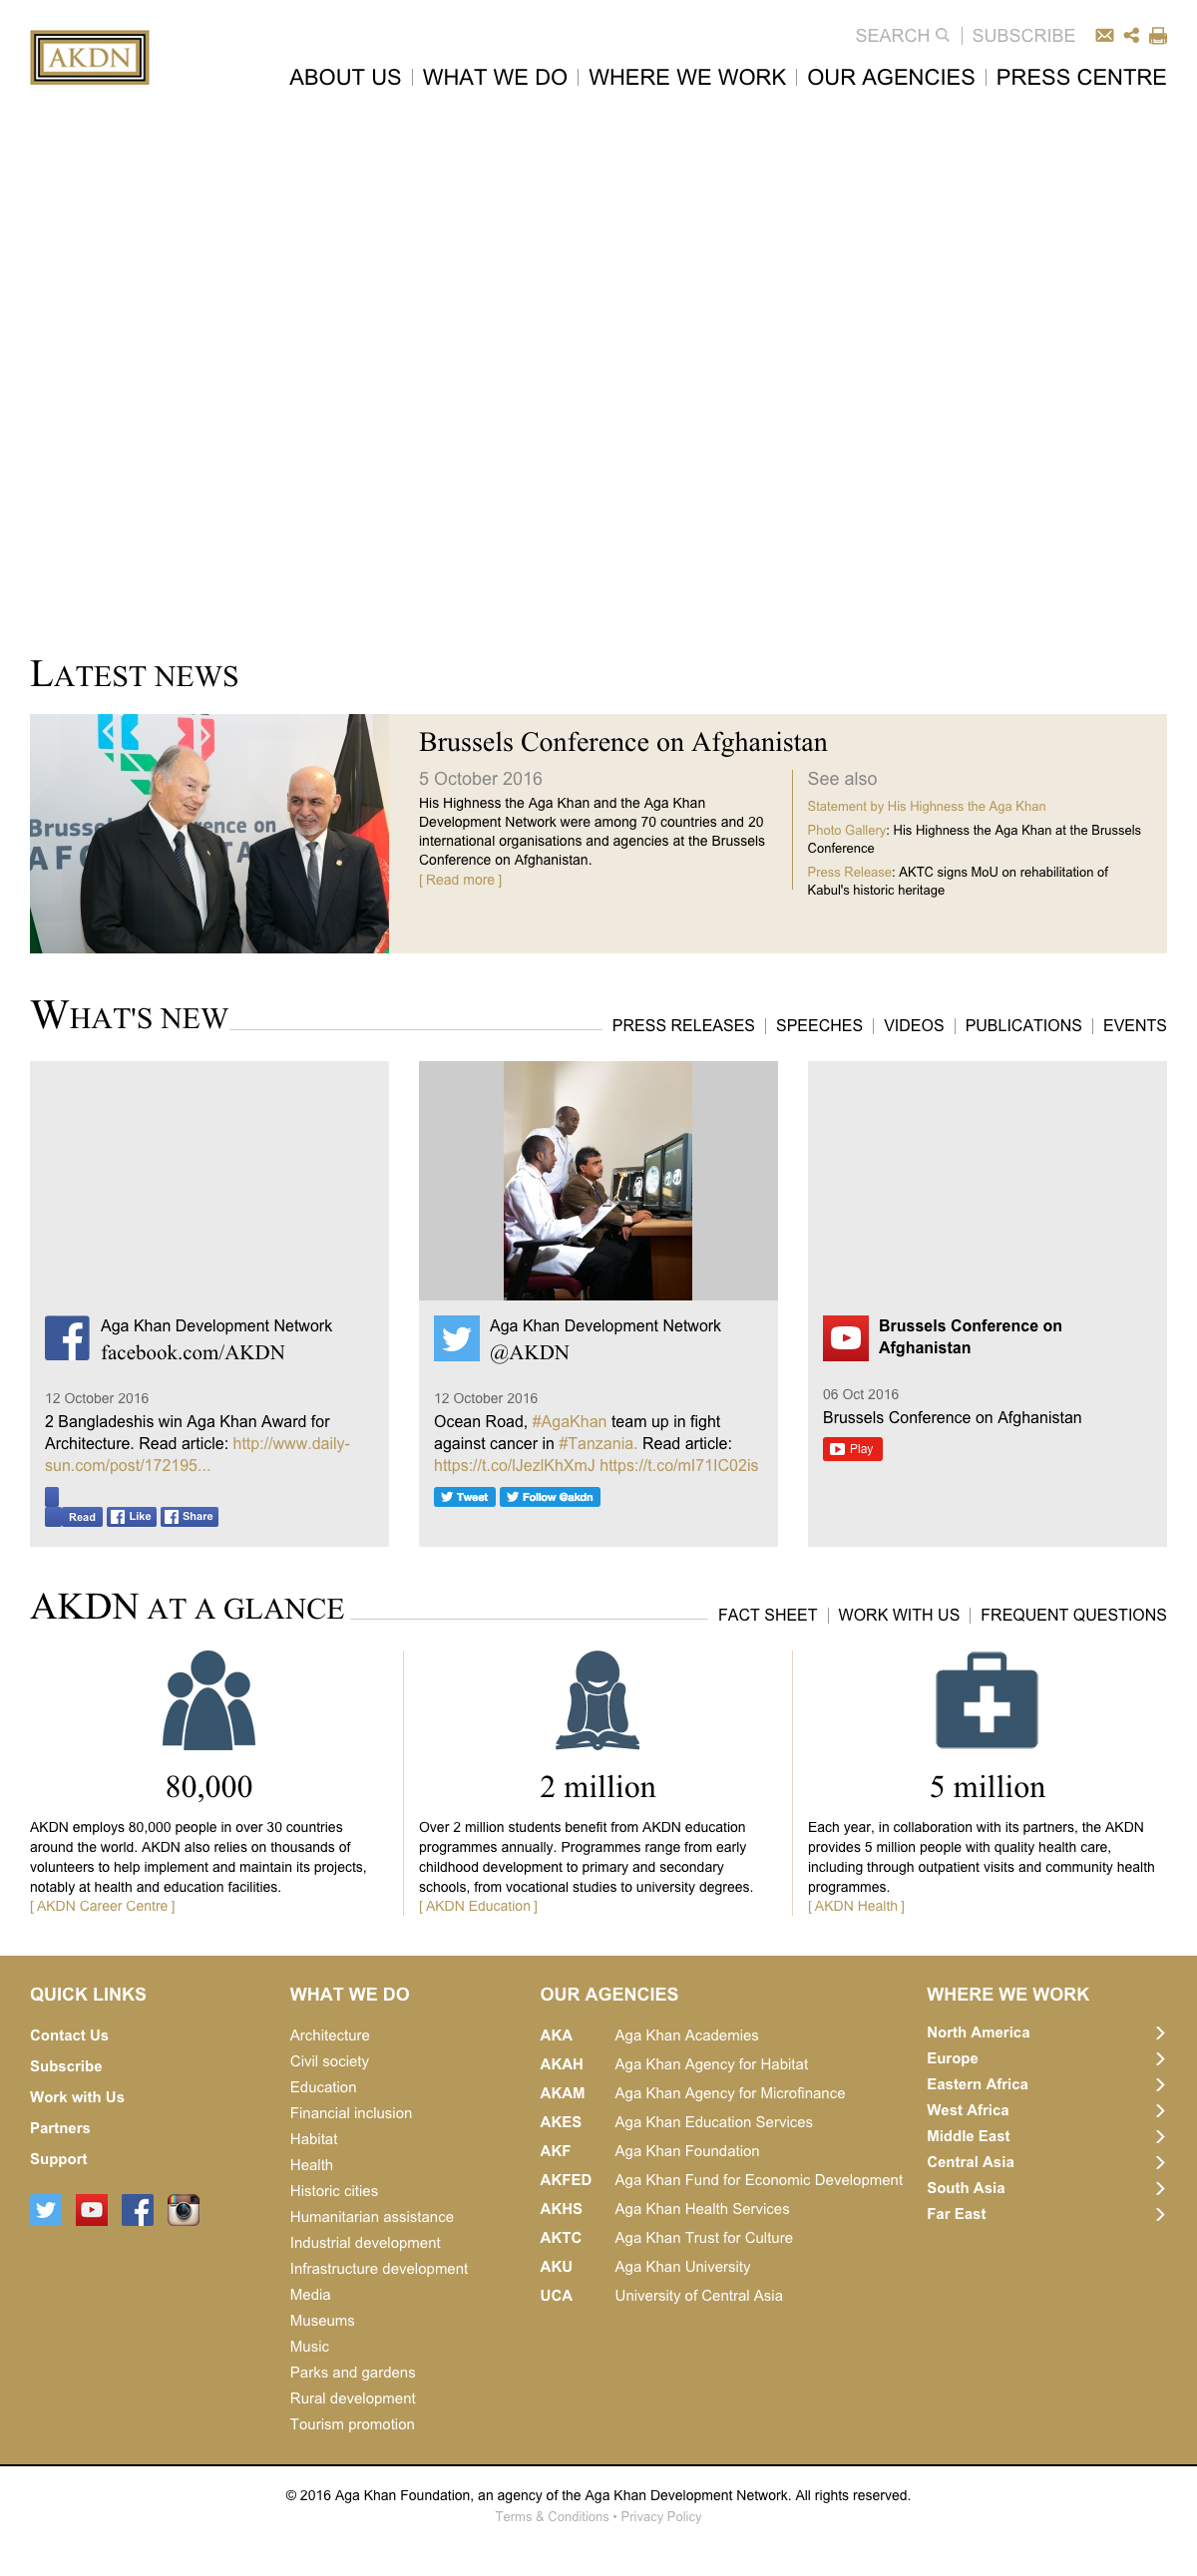 AKDN
SEARCH
SUBSCRIBE
ABOUT US
WHAT WE DO
WHERE WE WORK
OUR AGENCIES
PRESS CENTRE
LATEST NEWS
Brussels Conference on Afghanistan
5 October 2016
His Highness the Aga Khan and the Aga Khan
Development Network were among 70 countries and 20
international organisations and agencies at the Brussels
Conference on Afghanistan.
[ Read more ]
See also
Statement by His Highness the Aga Khan
Photo Gallery: His Highness the Aga Khan at the Brussels
Conference
Press Release: AKTC signs MoU on rehabilitation of
Kabul's historic heritage
WHAT'S NEW
PRESS RELEASES
SPEECHES
VIDEOS
PUBLICATIONS
EVENTS
Aga Khan Development Network
facebook.com/AKDN
12 October 2016
2 Bangladeshis win Aga Khan Award for
Architecture. Read article: http://www.daily-
sun.com/post/172195...
Read
Like
Share
Aga Khan Development Network
@AKDN
12 October 2016
Ocean Road, #AgaKhan team up in fight
against cancer in #Tanzania. Read article:
https://t.co/lJezlKhXmJ https://t.co/mI71IC02is
Tweet
Follow @akdn
Brussels Conference on
Afghanistan
06 Oct 2016
Brussels Conference on Afghanistan
Play
AKDN AT A GLANCE
FACT SHEET
WORK WITH US
FREQUENT QUESTIONS
80,000
AKDN employs 80,000 people in over 30 countries
around the world. AKDN also relies on thousands of
volunteers to help implement and maintain its projects,
notably at health and education facilities.
[ AKDN Career Centre ]
2 million
Over 2 million students benefit from AKDN education
programmes annually. Programmes range from early
childhood development to primary and secondary
schools, from vocational studies to university degrees.
[ AKDN Education ]
5 million
Each year, in collaboration with its partners, the AKDN
provides 5 million people with quality health care,
including through outpatient visits and community health
programmes.
[ AKDN Health ]
QUICK LINKS
Contact Us
Subscribe
Work with Us
Partners
Support
WHAT WE DO
Architecture
Civil society
Education
Financial inclusion
Habitat
Health
Historic cities
Humanitarian assistance
Industrial development
Infrastructure development
Media
Museums
Music
Parks and gardens
Rural development
Tourism promotion
OUR AGENCIES
AKA Aga Khan Academies
AKAH Aga Khan Agency for Habitat
AKAM Aga Khan Agency for Microfinance
AKES Aga Khan Education Services
AKF Aga Khan Foundation
AKFED Aga Khan Fund for Economic Development
AKHS Aga Khan Health Services
AKTC Aga Khan Trust for Culture
AKU Aga Khan University
UCA University of Central Asia
WHERE WE WORK
North America
Europe
Eastern Africa
West Africa
Middle East
Central Asia
South Asia
Far East
© 2016 Aga Khan Foundation, an agency of the Aga Khan Development Network. All rights reserved.
Terms & Conditions • Privacy Policy